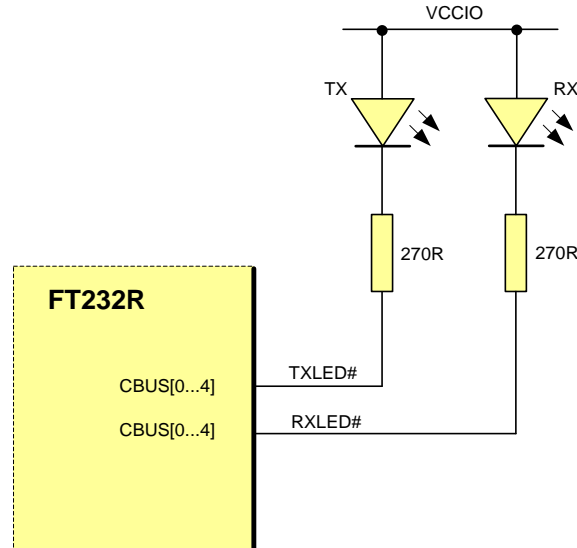 VCCIO
TX
RX
270R
270R
FT232R
TXLED#
CBUS[0...4]
RXLED#
CBUS[0...4]